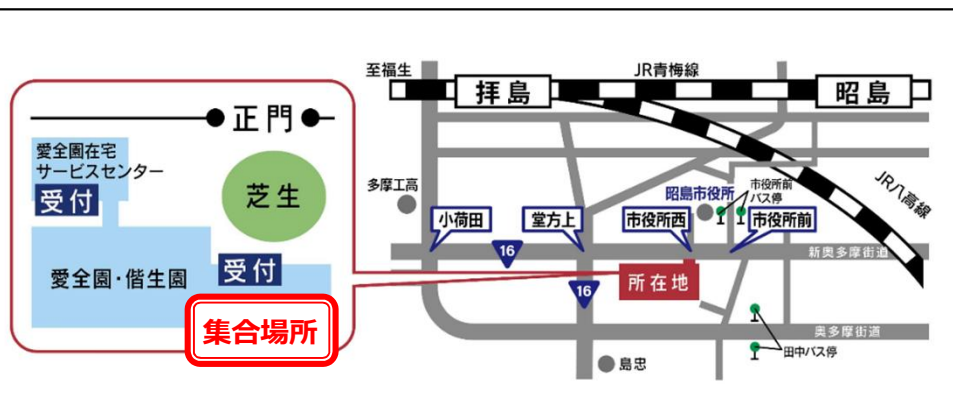 正門
愛全園在宅
サービスセンター
受付
芝生
愛全園・偕生園
受付
集合場所
至福生
JR青梅線
拝島
昭島
JR八高線
多摩工高
昭島市役所
市役所前
バス停
小荷田
堂方上
市役所西
市役所前
16
新奥多摩街道
所在地
16
奥多摩街道
田中バス停
島忠